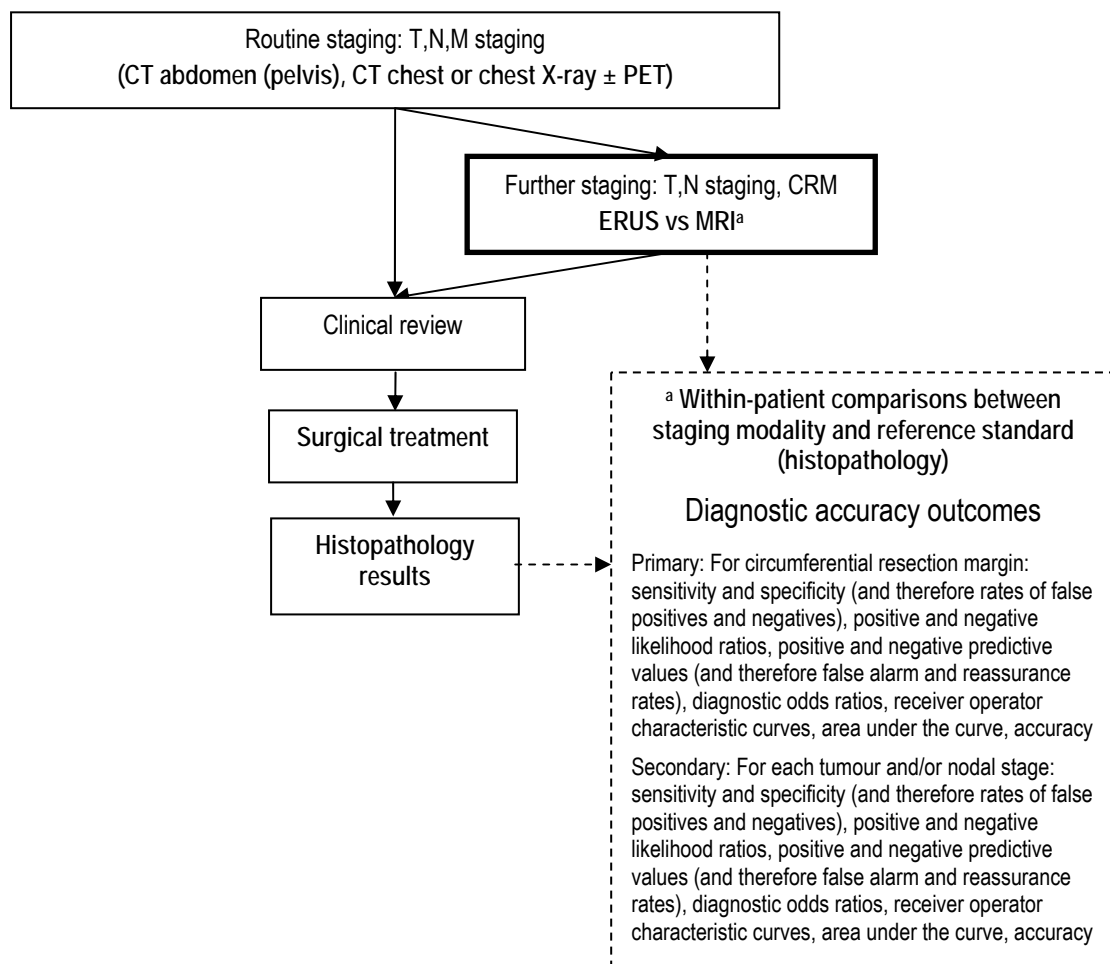 Routine staging: T,N,M staging
(CT abdomen (pelvis), CT chest or chest X-ray ± PET)
Further staging: T,N staging, CRM
ERUS vs MRIᵃ
Clinical review
Surgical treatment
Histopathology
results
ᵃ Within-patient comparisons between
staging modality and reference standard
(histopathology)
Diagnostic accuracy outcomes
Primary: For circumferential resection margin:
sensitivity and specificity (and therefore rates of false
positives and negatives), positive and negative
likelihood ratios, positive and negative predictive
values (and therefore false alarm and reassurance
rates), diagnostic odds ratios, receiver operator
characteristic curves, area under the curve, accuracy
Secondary: For each tumour and/or nodal stage:
sensitivity and specificity (and therefore rates of false
positives and negatives), positive and negative
likelihood ratios, positive and negative predictive
values (and therefore false alarm and reassurance
rates), diagnostic odds ratios, receiver operator
characteristic curves, area under the curve, accuracy